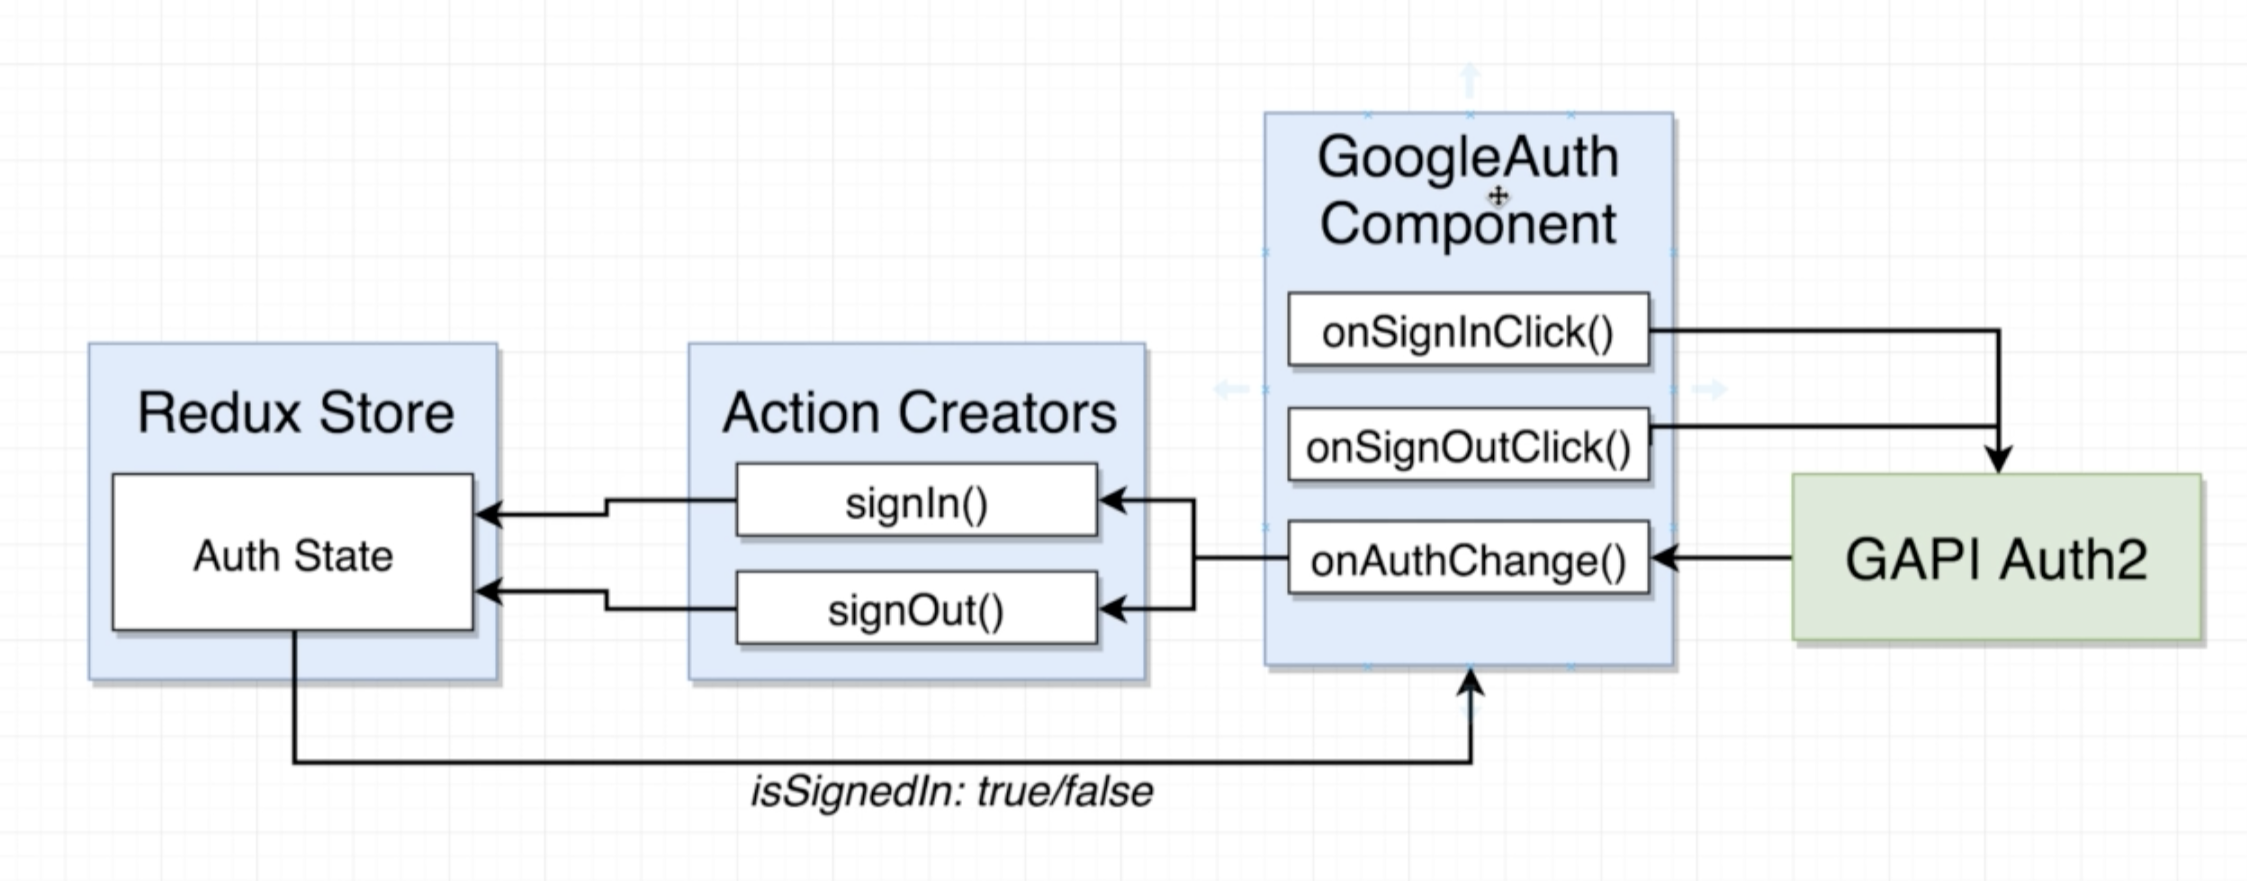 GoogleAuth
Component
onSignInClick()
onSignOutClick()
onAuthChange()
Redux Store
Auth State
Action Creators
signIn()
signOut()
GAPI Auth2
isSignedIn: true/false